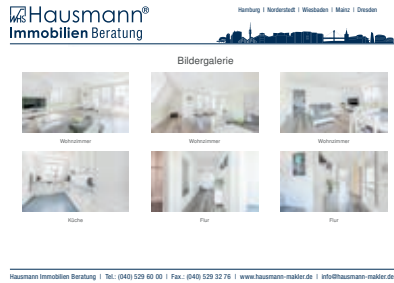 WHS Hausmann®
Immobilien Beratung
Hamburg | Norderstedt | Wiesbaden | Mainz | Dresden
Bildergalerie
Wohnzimmer
Wohnzimmer
Wohnzimmer
Küche
Flur
Flur
Hausmann Immobilien Beratung | Tel.: (040) 529 60 00 | Fax.: (040) 529 32 76 | www.hausmann-makler.de | info@hausmann-makler.de